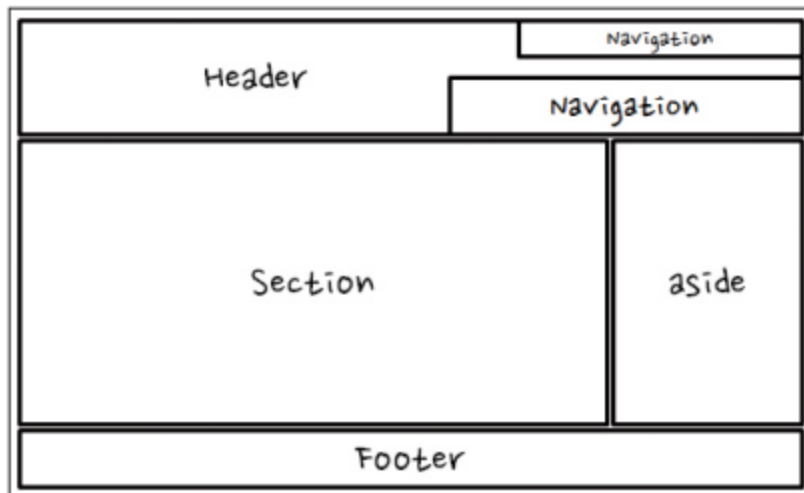 Navigation
Header
Navigation
Section
aside
Footer